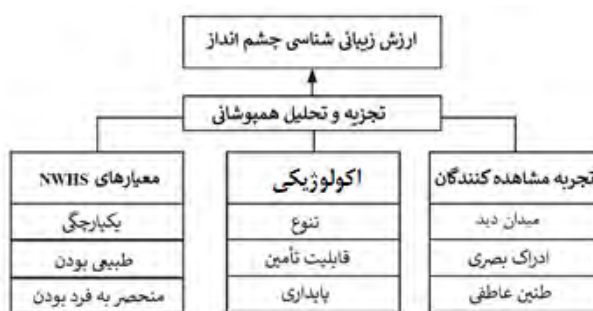 ارزش زیبائی شناسی چشم انداز
تجزیه و تحلیل همپوشانی
تجربه مشاهده کنندگان
میدان دید
ادراک بصری
طنین عاطفی
اکولوژیکی
تنوع
قابلیت تأمین
پایداری
معیارهای NWHS
یکپارچگی
طبیعی بودن
منحصر به فرد بودن